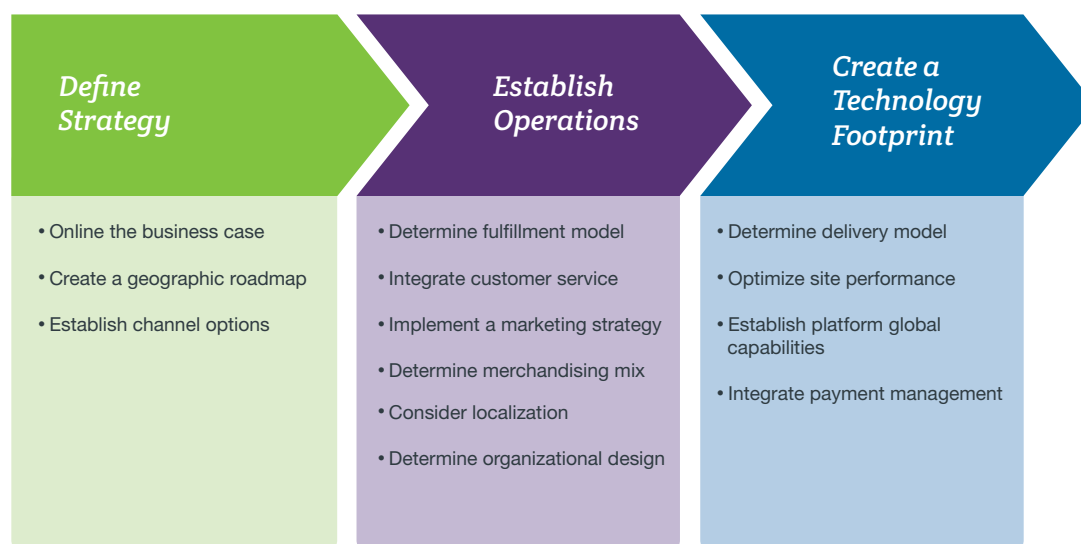 Define
Strategy
• Online the business case
• Create a geographic roadmap
• Establish channel options
Establish
Operations
• Determine fulfillment model
• Integrate customer service
• Implement a marketing strategy
• Determine merchandising mix
• Consider localization
• Determine organizational design
Create a
Technology
Footprint
• Determine delivery model
• Optimize site performance
• Establish platform global
capabilities
• Integrate payment management